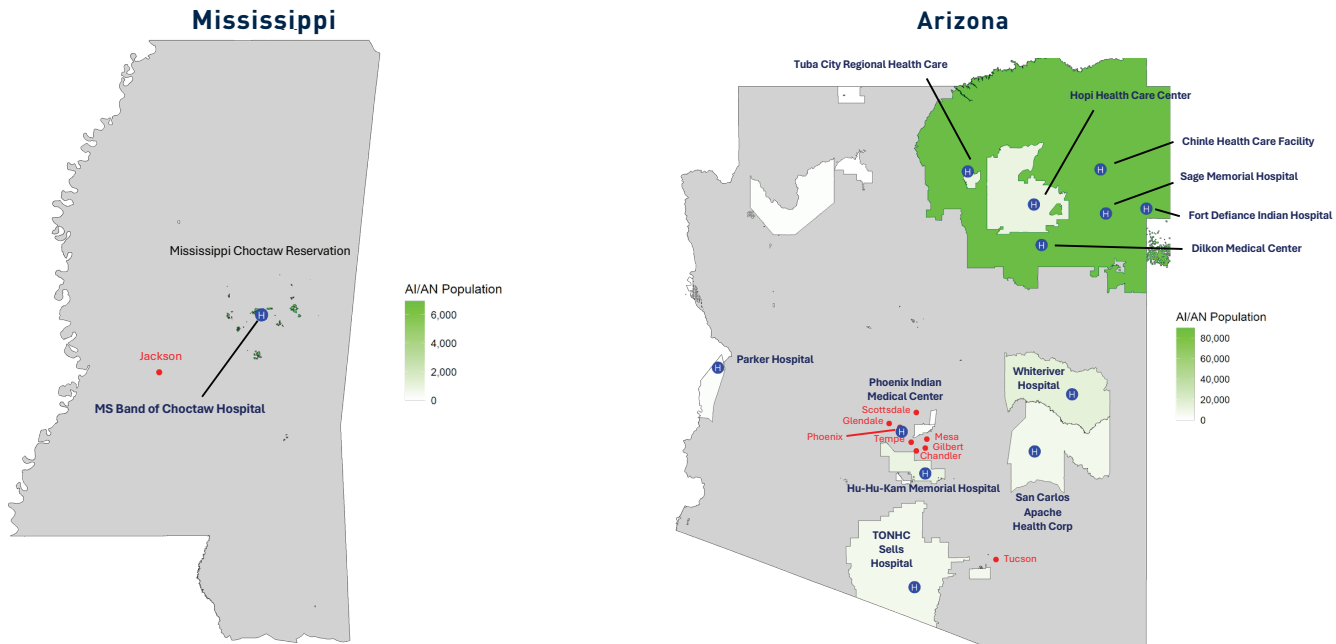 Mississippi
Mississippi Choctaw Reservation
H
Jackson
MS Band of Choctaw Hospital
AI/AN Population
6,000
4,000
2,000
0
Arizona
Tuba City Regional Health Care
Hopi Health Care Center
Chinle Health Care Facility
Sage Memorial Hospital
Fort Defiance Indian Hospital
Dilkon Medical Center
H
H
H
H
H
H
AI/AN Population
80,000
60,000
40,000
20,000
0
Parker Hospital
H
Phoenix Indian
Medical Center
Scottsdale
Glendale
Phoenix
H
Tempe
Mesa
Gilbert
Chandler
H
Hu-Hu-Kam Memorial Hospital
Whiteriver
Hospital
H
H
San Carlos
Apache
Health Corp
TONHC
Sells
Hospital
H
Tucson